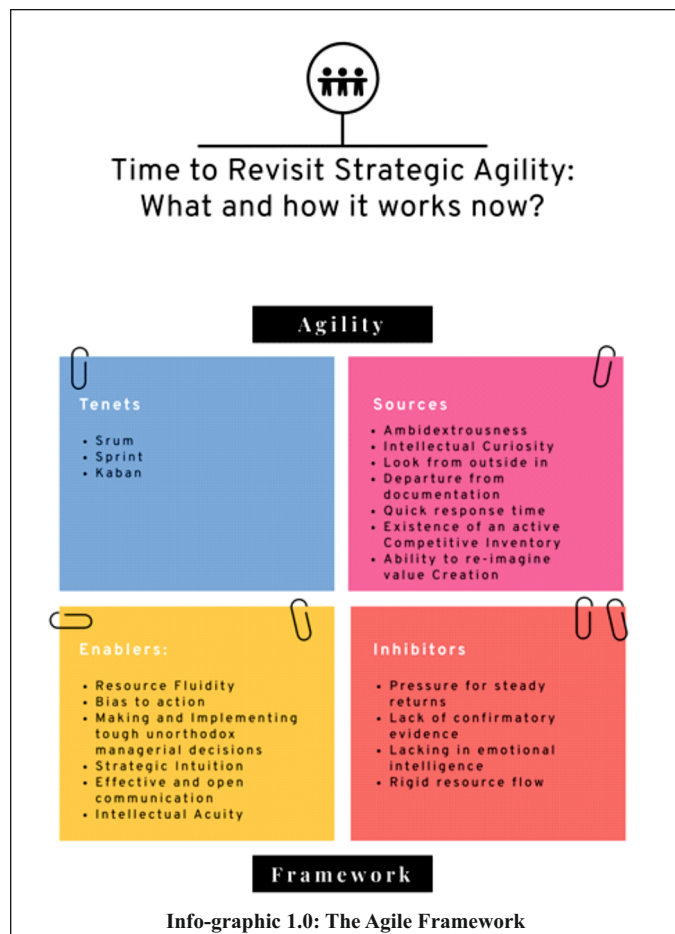 Time to Revisit Strategic Agility:
What and how it works now?
Agility
Tenets
• Srum
• Sprint
• Kaban
Sources
• Ambidextrousness
• Intellectual Curiosity
• Look from outside in
• Departure from
documentation
• Quick response time
• Existence of an active
Competitive Inventory
• Ability to re-imagine
value Creation
Enablers:
• Resource Fluidity
• Bias to action
• Making and Implementing
tough unorthodox
managerial decisions
• Strategic Intuition
• Effective and open
communication
• Intellectual Acuity
Inhibitors
• Pressure for steady
returns
• Lack of confirmatory
evidence
• Lacking in emotional
intelligence
• Rigid resource flow
Framework
Info-graphic 1.0: The Agile Framework